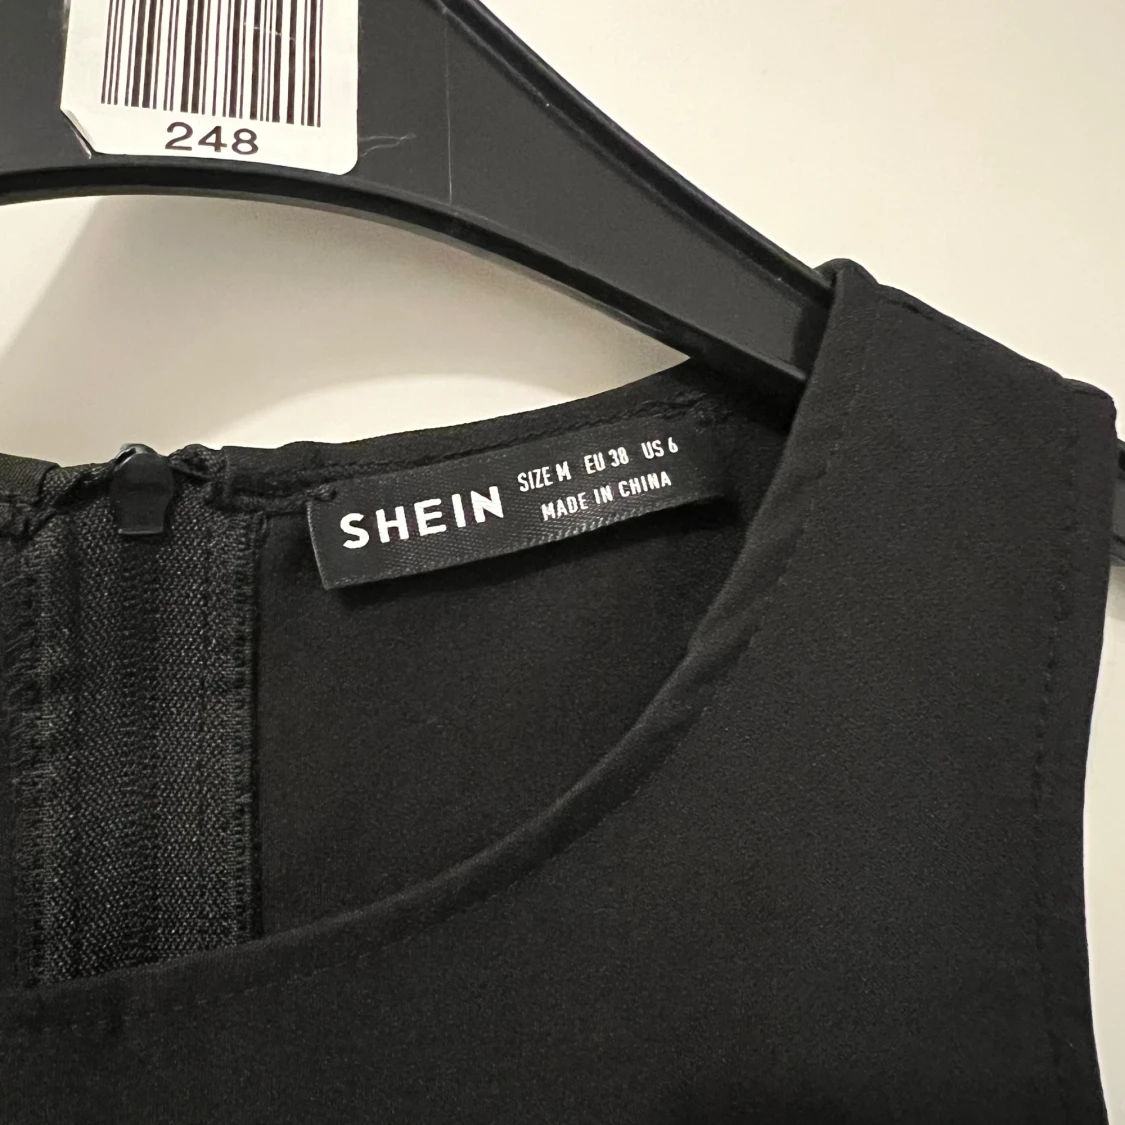 248
SHEIN
SIZE M EU 38 US 6
MADE IN CHINA